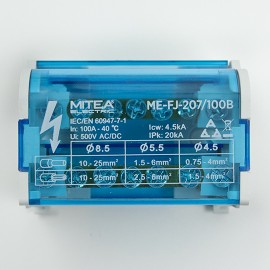 MITEA ME-FJ-207/100B
ELECTRIC
IEC/EN 60947-7-1
In: 100A - 40 °C Icw: 4.5kA
Ui: 500V AC/DC IPk: 20kA
Ø8.5 Ø5.5 Ø4.5
10 - 25mm² 1.5 - 6mm² 0.75 - 4mm²
10 - 25mm² 2.5 - 6mm² 1.5 - 4mm²